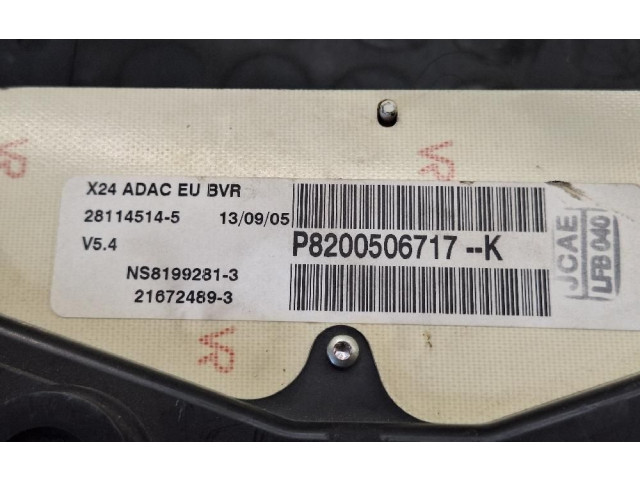 X24 ADAC EU BVR
28114514-5 13/09/05
V5.4
P8200506717 --K
NS8199281-3
21672489-3
JCAE
LFB 040
VR
VR
VR